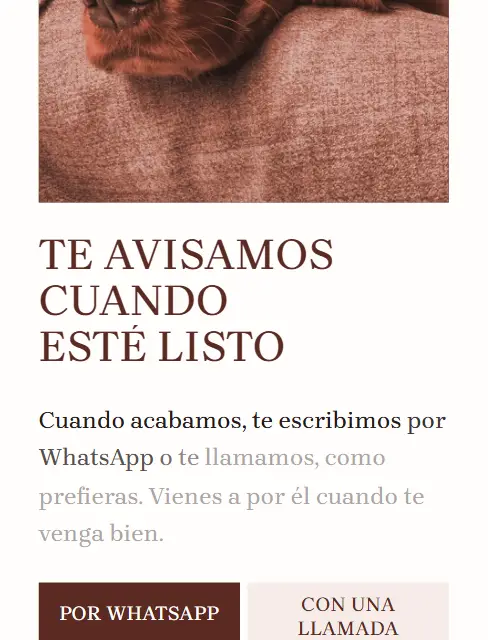 TE AVISAMOS
CUANDO
ESTÉ LISTO
Cuando acabamos, te escribimos por
WhatsApp o te llamamos, como
prefieras. Vienes a por él cuando te
venga bien.
POR WHATSAPP
CON UNA
LLAMADA